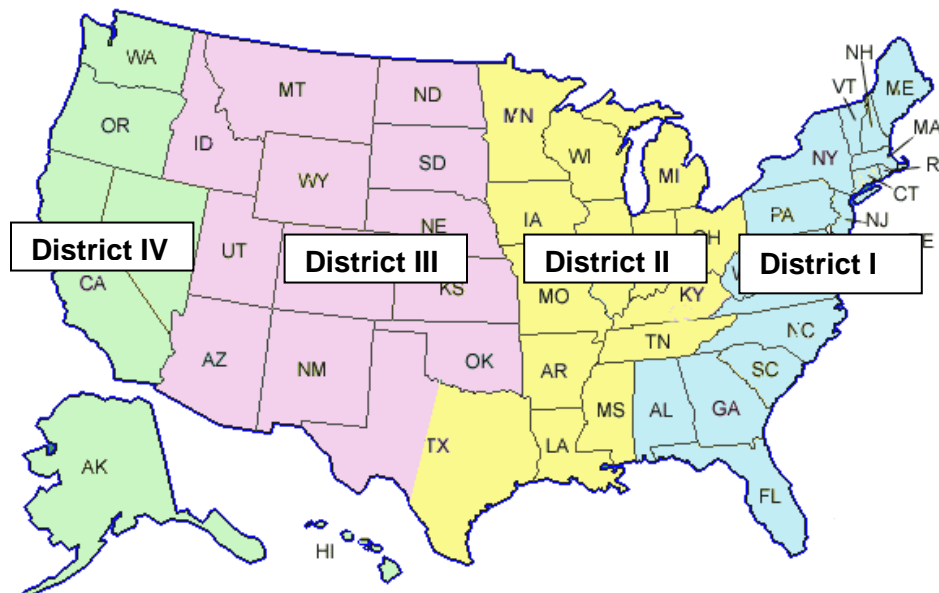 WA
OR
CA
ID
MT
WY
UT
AZ
NM
ND
SD
NE
KS
OK
TX
MN
IA
MO
AR
LA
WI
MI
OH
KY
TN
MS
AL
GA
FL
SC
NC
PA
NY
VT
NH
ME
MA
R
CT
NJ
E
AK
HI
District IV
District III
District II
District I